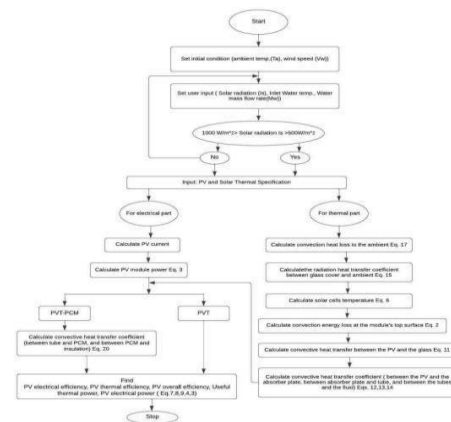 Start
Set initial condition (ambient temp.(Ta), wind speed (Vw))
Set user input ( Solar radiation (Is), Inlet Water temp., Water
mass flow rate(Mw))
1000 W/m^2> Solar radiation Is >500W/m^2
No
Yes
Input: PV and Solar Thermal Specification
For electrical part
For thermal part
Calculate PV current
Calculate convection heat loss to the ambient Eq. 17
Calculate PV module power Eq. 3
Calculatethe radiation heat transfer coefficient
between glass cover and ambient Eq. 15
Calculate solar cells temperature Eq. 6
PVT-PCM
PVT
Calculate convection energy loss at the module's top surface Eq. 2
Calculate convective heat transfer coefficient
(between tube and PCM, and between PCM and
insulation) Eq. 20
Calculate convective heat transfer between the PV and the glass Eq. 11
Calculate convective heat transfer coefficient ( between the PV and the
absorber plate, between absorber plate and tube, and between the tubes
and the fluid) Eqs. 12,13,14
Find
PV electrical efficiency, PV thermal efficiency, PV overall efficiency, Useful
thermal power, PV electrical power ( Eq.7,8,9,4,3)
Stop